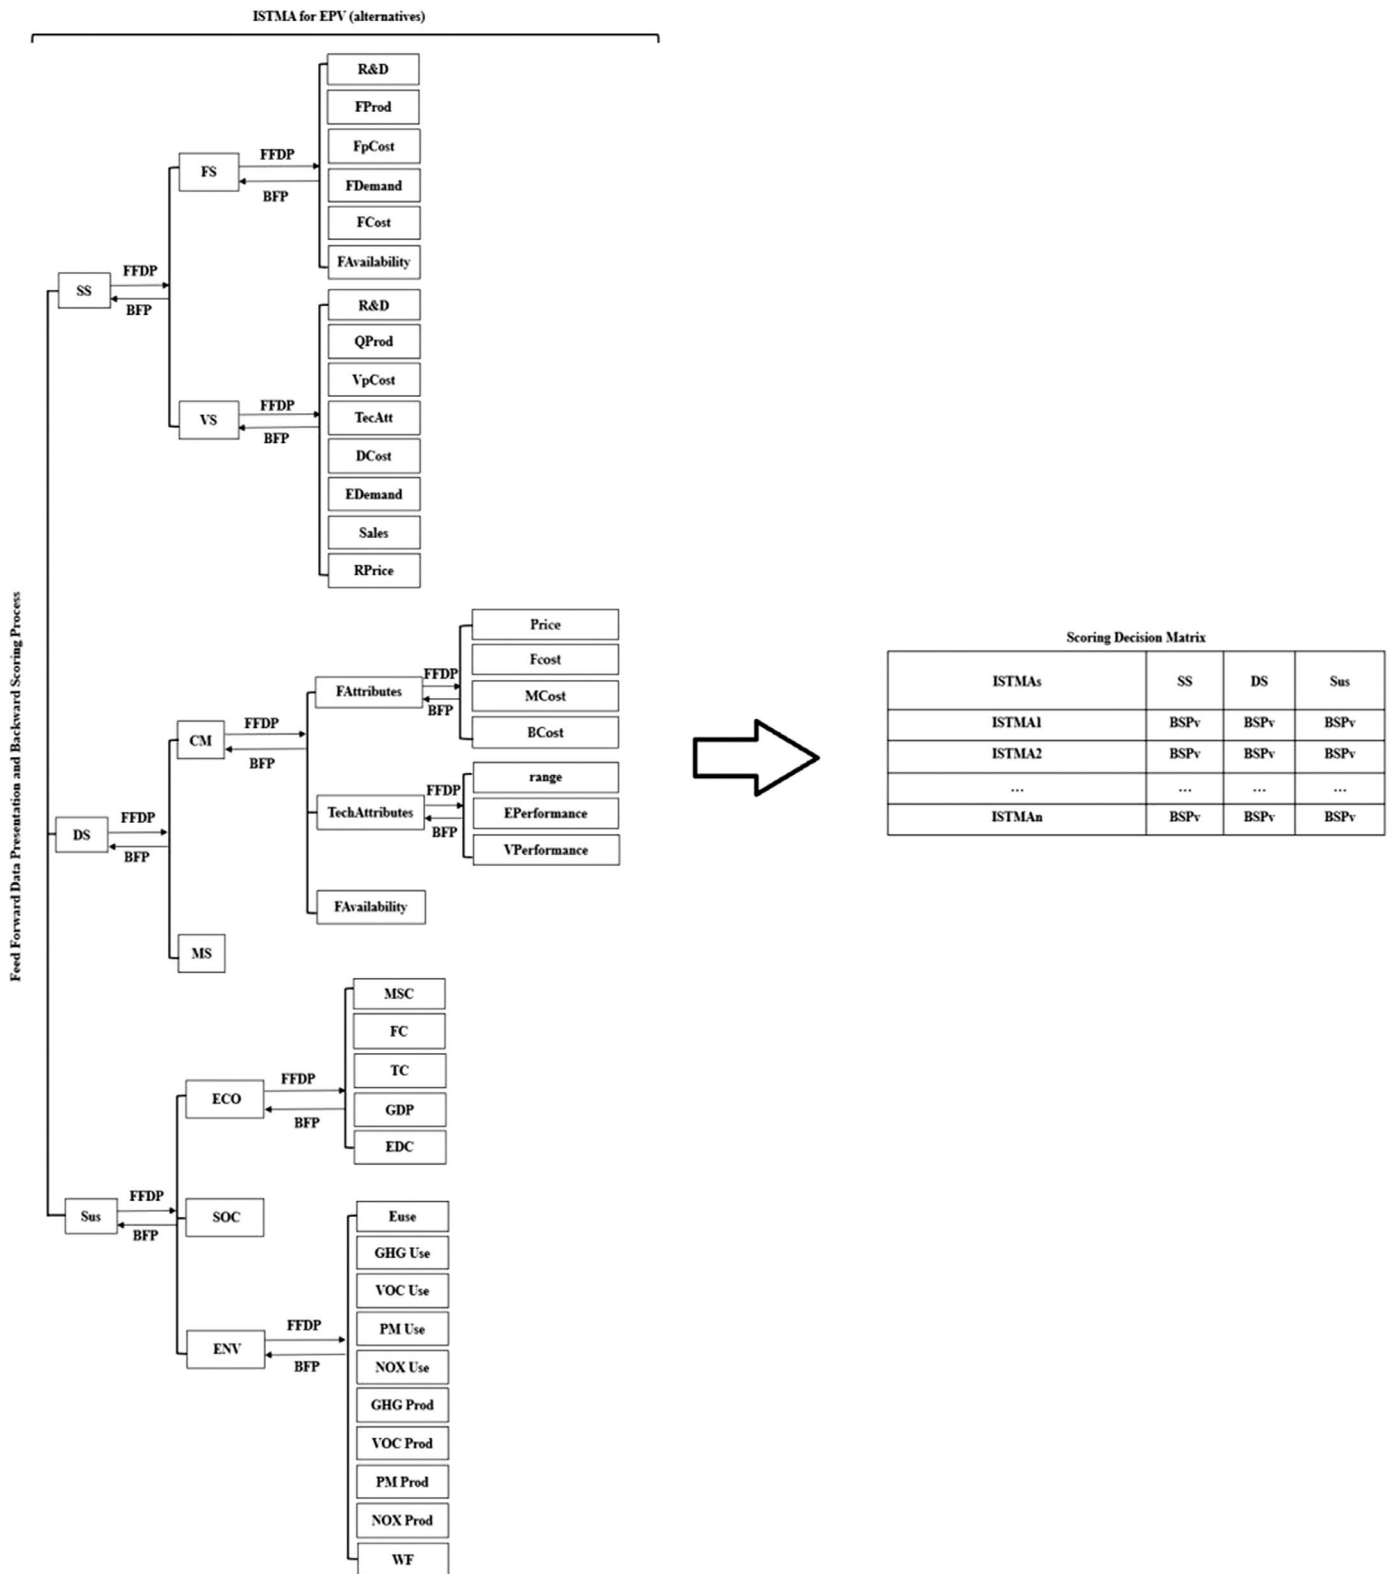 ISTMA for EPV (alternatives)
Feed Forward Data Presentation and Backward Scoring Process
SS
FFDP
BFP
FS
FFDP
BFP
R&D
FProd
FpCost
FDemand
FCost
FAvailability
VS
FFDP
BFP
R&D
QProd
VpCost
TecAtt
DCost
EDemand
Sales
RPrice
DS
FFDP
BFP
CM
FFDP
BFP
FAttributes
FFDP
BFP
Price
Fcost
MCost
BCost
TechAttributes
FFDP
BFP
range
EPerformance
VPerformance
FAvailability
MS
Sus
FFDP
BFP
ECO
FFDP
BFP
MSC
FC
TC
GDP
EDC
SOC
ENV
FFDP
BFP
Euse
GHG Use
VOC Use
PM Use
NOX Use
GHG Prod
VOC Prod
PM Prod
NOX Prod
WF
Scoring Decision Matrix
ISTMAs SS DS Sus
ISTMA1 BSPv BSPv BSPv
ISTMA2 BSPv BSPv BSPv
... ... ... ...
ISTMAn BSPv BSPv BSPv